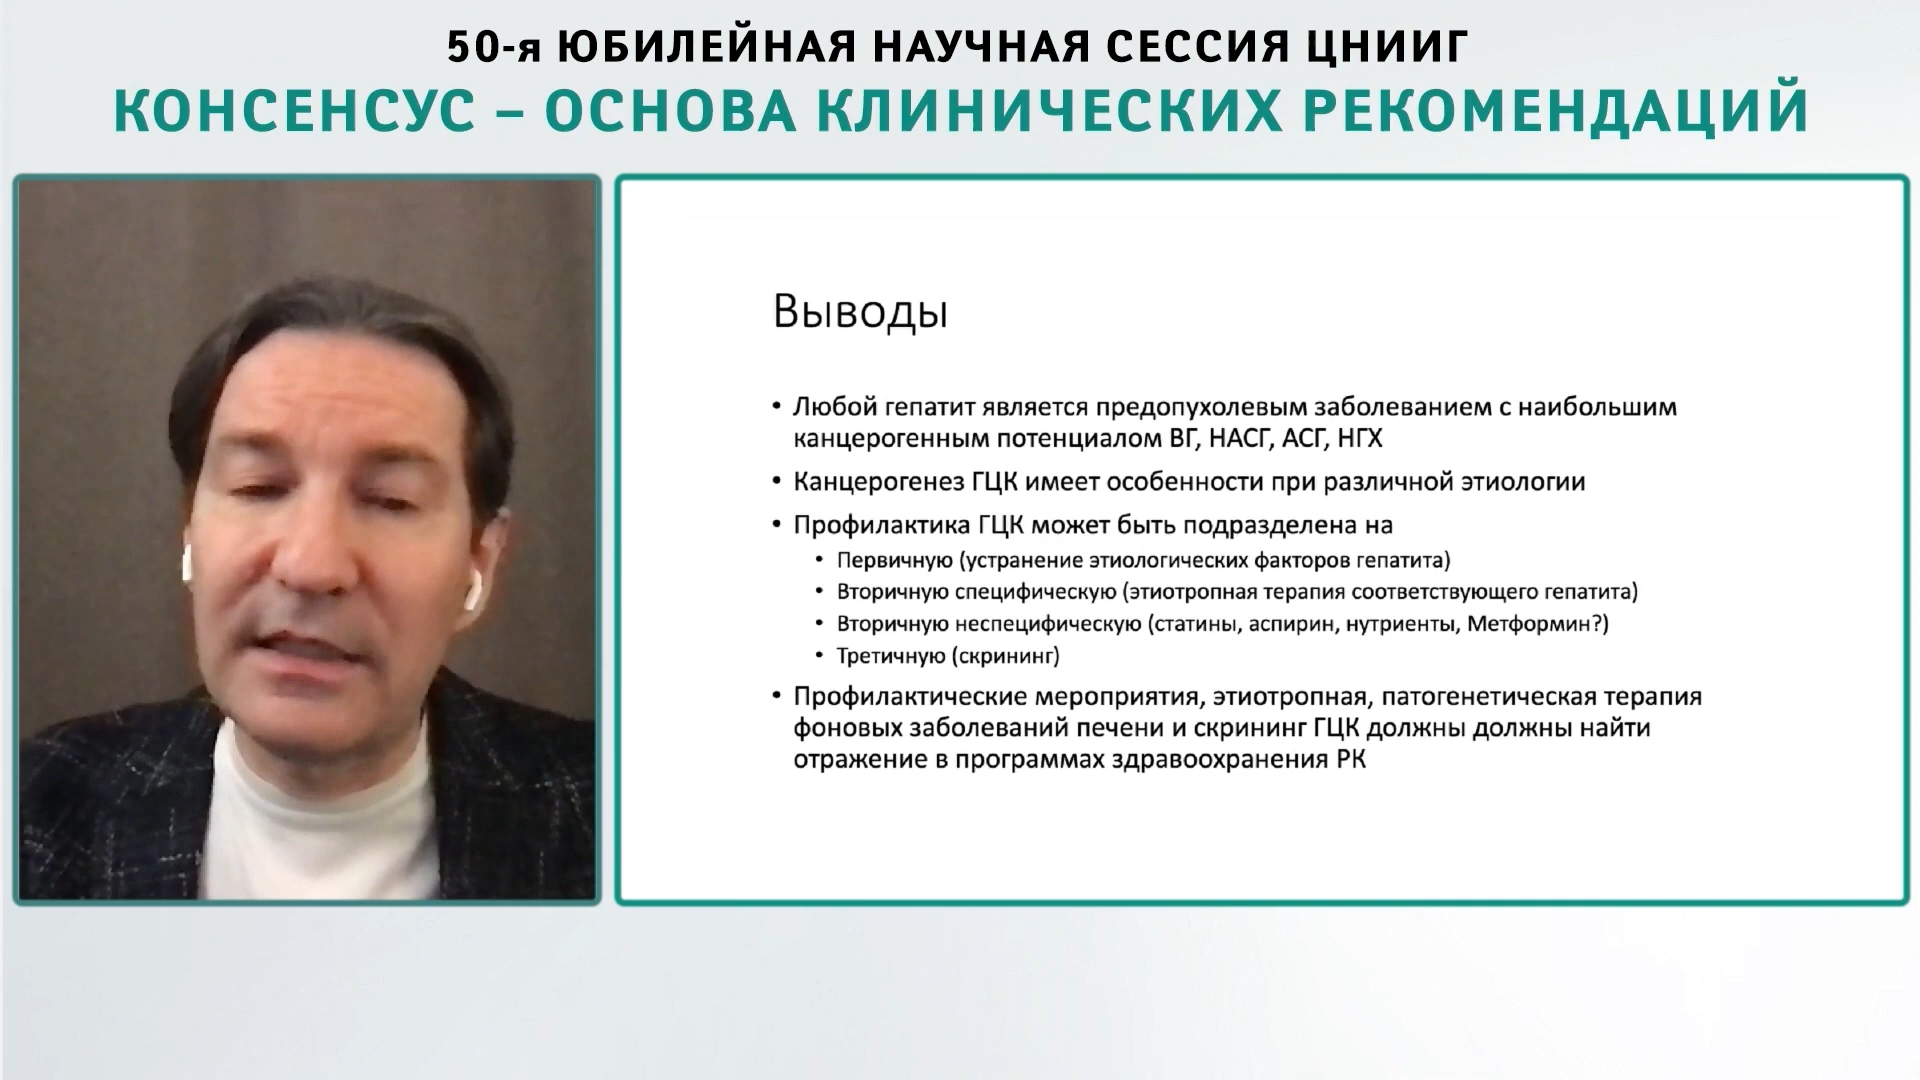 50-я ЮБИЛЕЙНАЯ НАУЧНАЯ СЕССИЯ ЦНИИГ
КОНСЕНСУС – ОСНОВА КЛИНИЧЕСКИХ РЕКОМЕНДАЦИЙ
Выводы
• Любой гепатит является предопухолевым заболеванием с наибольшим
канцерогенным потенциалом ВГ, НАСГ, АСГ, НГХ
• Канцерогенез ГЦК имеет особенности при различной этиологии
• Профилактика ГЦК может быть подразделена на
• Первичную (устранение этиологических факторов гепатита)
• Вторичную специфическую (этиотропная терапия соответствующего гепатита)
• Вторичную неспецифическую (статины, аспирин, нутриенты, Метформин?)
• Третичную (скрининг)
• Профилактические мероприятия, этиотропная, патогенетическая терапия
фоновых заболеваний печени и скрининг ГЦК должны должны найти
отражение в программах здравоохранения РК